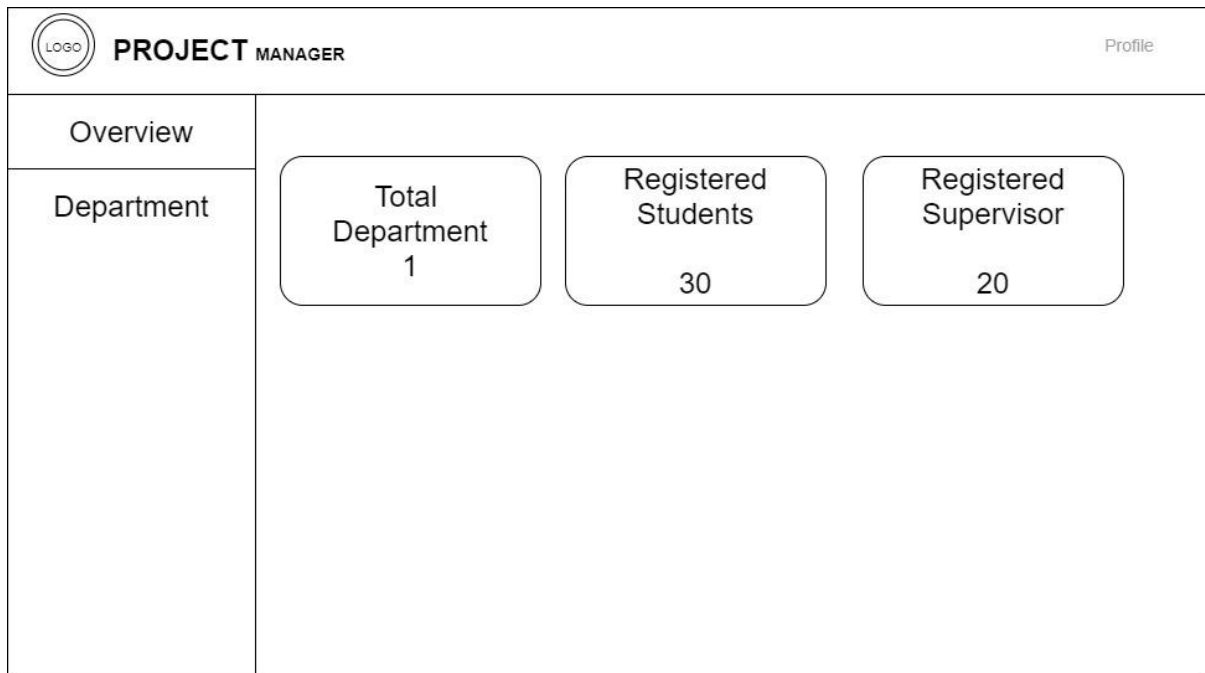 LOGO
PROJECT MANAGER
Profile
Overview
Department
Total
Department
1
Registered
Students
30
Registered
Supervisor
20